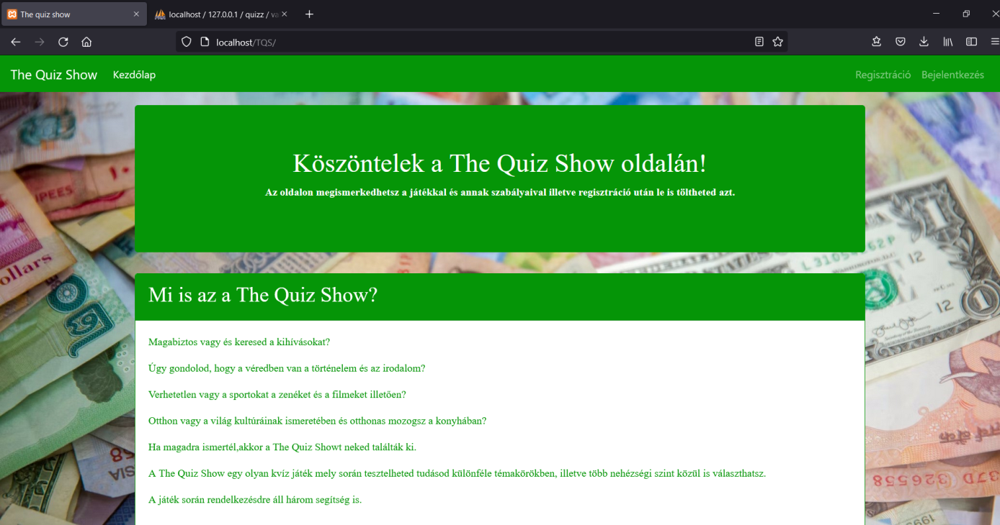 The quiz show
localhost / 127.0.0.1 / quizz / va
localhost/TQS/
The Quiz Show Kezdőlap Regisztráció Bejelentkezés
Köszöntelek a The Quiz Show oldalán!
Az oldalon megismerkedhetsz a játékkal és annak szabályaival illetve regisztráció után le is töltheted azt.
Mi is az a The Quiz Show?
Magabiztos vagy és keresed a kihívásokat?
Úgy gondolod, hogy a véredben van a történelem és az irodalom?
Verhetetlen vagy a sportokat a zenéket és a filmeket illetően?
Otthon vagy a világ kultúráinak ismeretében és otthonas mozogsz a konyhában?
Ha magadra ismertél,akkor a The Quiz Showt neked találták ki.
A The Quiz Show egy olyan kvíz játék mely során tesztelheted tudásod különféle témakörökben, illetve több nehézségi szint közül is választhatsz.
A játék során rendelkezésdre áll három segítség is.
ollars
12
12